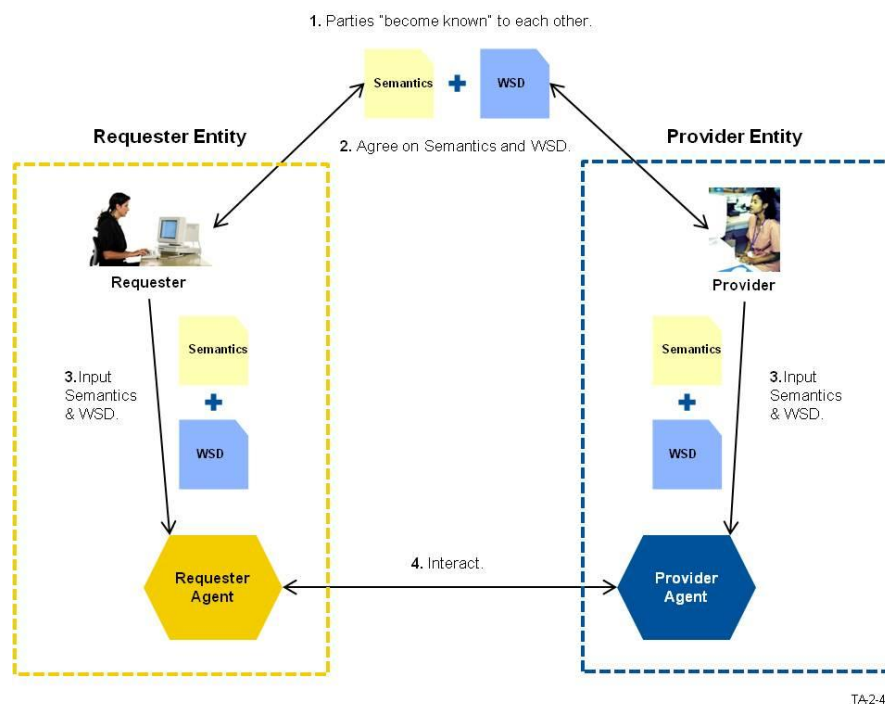 1. Parties "become known" to each other.
Semantics
WSD
Requester Entity
Provider Entity
2. Agree on Semantics and WSD.
Requester
Provider
Semantics
Semantics
3. Input
Semantics
& WSD.
3. Input
Semantics
& WSD.
WSD
WSD
4. Interact.
Requester
Agent
Provider
Agent
TA-2-4